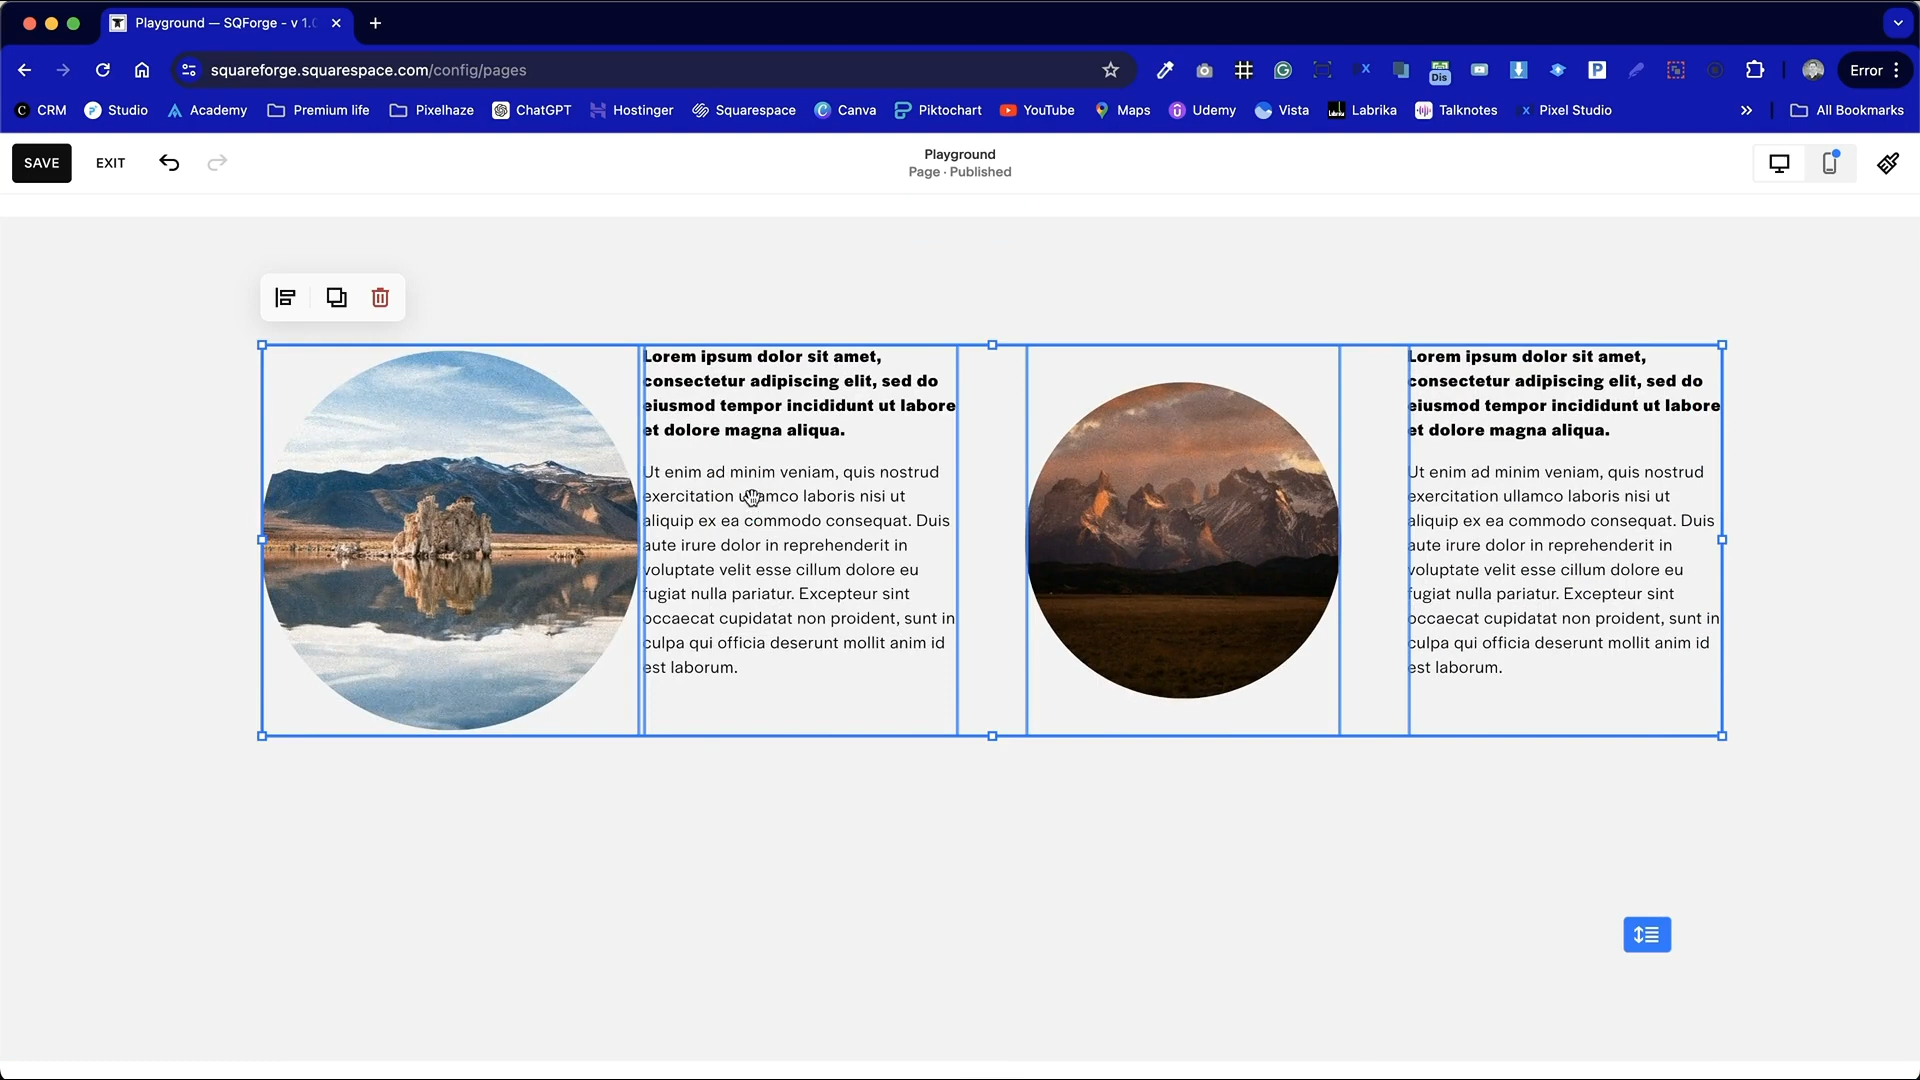 Playground — SQForge - v 1.
squareforge.squarespace.com/config/pages
Dis
Error
CRM
Studio
Academy
Premium life
Pixelhaze
ChatGPT
Hostinger
Squarespace
Canva
Piktochart
YouTube
Maps
Udemy
Vista
Labrika
Talknotes
Pixel Studio
All Bookmarks
SAVE
EXIT
Playground
Page · Published
Lorem ipsum dolor sit amet,
consectetur adipiscing elit, sed do
eiusmod tempor incididunt ut labore
et dolore magna aliqua.
Ut enim ad minim veniam, quis nostrud
exercitation ullamco laboris nisi ut
aliquip ex ea commodo consequat. Duis
aute irure dolor in reprehenderit in
voluptate velit esse cillum dolore eu
fugiat nulla pariatur. Excepteur sint
occaecat cupidatat non proident, sunt in
culpa qui officia deserunt mollit anim id
est laborum.
Lorem ipsum dolor sit amet,
consectetur adipiscing elit, sed do
eiusmod tempor incididunt ut labore
et dolore magna aliqua.
Ut enim ad minim veniam, quis nostrud
exercitation ullamco laboris nisi ut
aliquip ex ea commodo consequat. Duis
aute irure dolor in reprehenderit in
voluptate velit esse cillum dolore eu
fugiat nulla pariatur. Excepteur sint
occaecat cupidatat non proident, sunt in
culpa qui officia deserunt mollit anim id
est laborum.